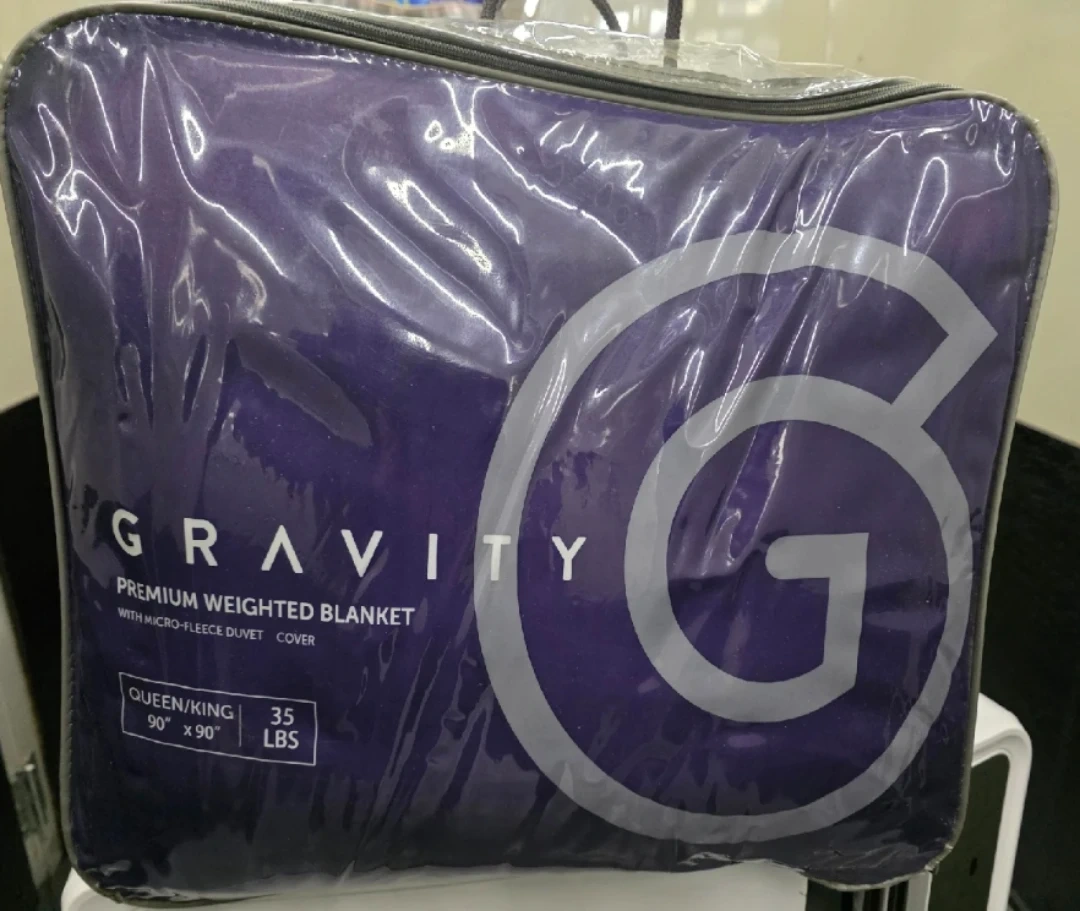 GRAVITY
PREMIUM WEIGHTED BLANKET
WITH MICRO-FLEECE DUVET COVER
QUEEN/KING
90" x 90"
35
LBS
G